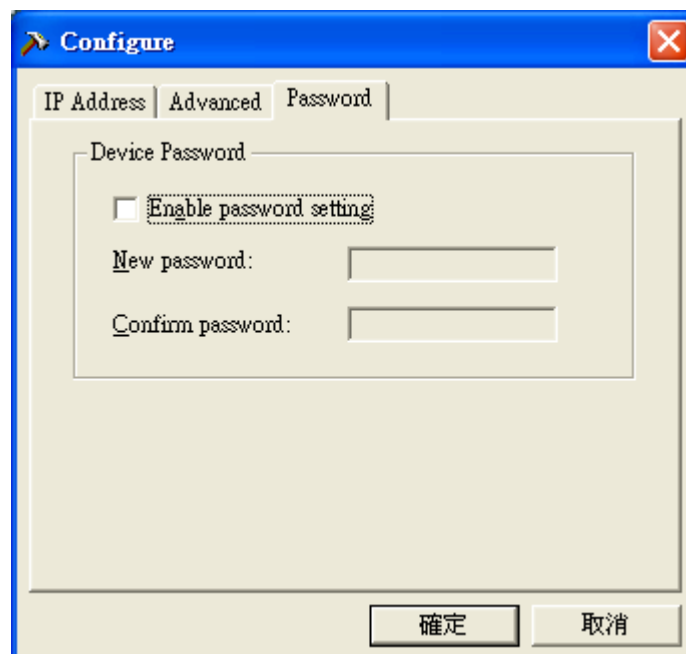 Configure
IP Address Advanced Password
Device Password
Enable password setting
New password:
Confirm password:
確定 取消